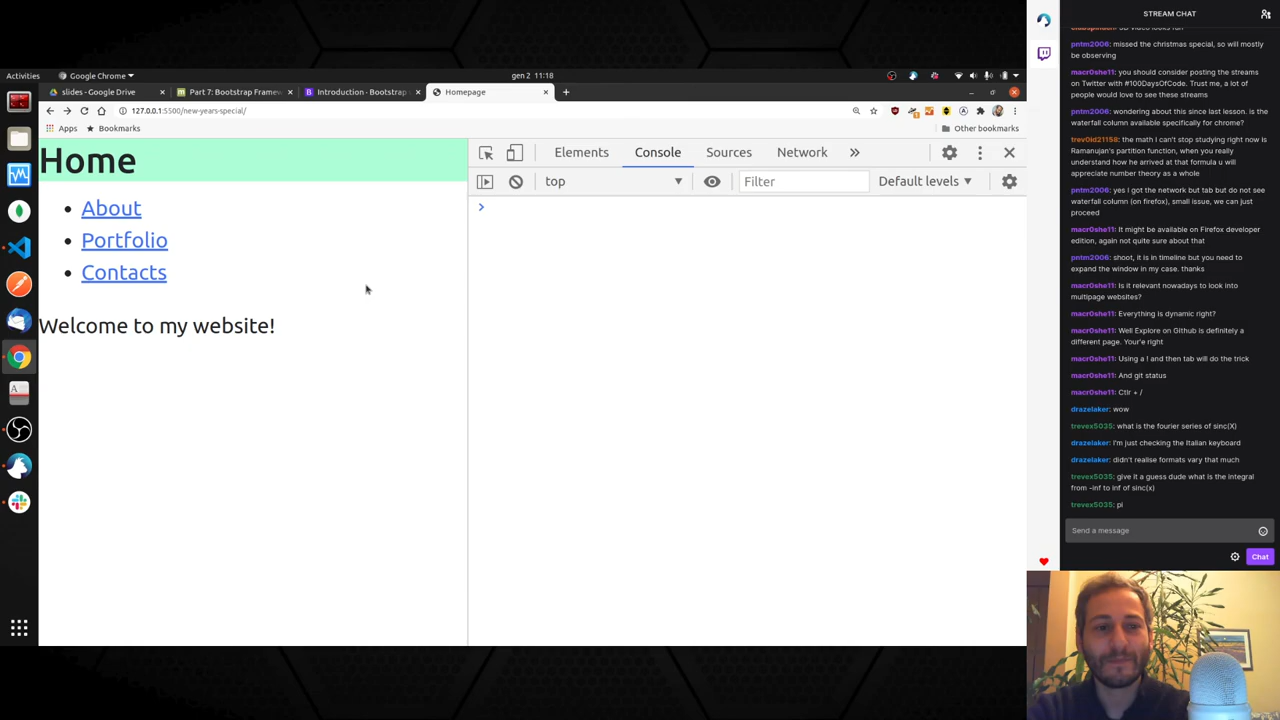 STREAM CHAT
pntm2006: missed the christmas special, so will mostly
be observing
macr0she11: you should consider posting the streams
on Twitter with #100DaysOfCode. Trust me, a lot of
people would love to see these streams
pntm2006: wondering about this since last lesson. is the
waterfall column available specifically for chrome?
trev0ld21158: the math I can't stop studying right now is
Ramanujan's partition function, when you really
understand how he arrived at that formula u will
appreciate number theory as a whole
pntm2006: yes I got the network but tab but do not see
waterfall column (on firefox), small issue, we can just
proceed
macr0she11: It might be available on Firefox developer
edition, again not quite sure about that
pntm2006: shoot, it is in timeline but you need to
expand the window in my case. thanks
macr0she11: Is it relevant nowadays to look into
multipage websites?
macr0she11: Everything is dynamic right?
macr0she11: Well Explore on Github is definitely a
different page. Your'e right
macr0she11: Using a ! and then tab will do the trick
macr0she11: And git status
macr0she11: Ctlr + /
drazelaker: wow
trevex5035: what is the fourier series of sinc(X)
drazelaker: I'm just checking the Italian keyboard
drazelaker: didn't realise formats vary that much
trevex5035: give it a guess dude what is the integral
from -inf to inf of sinc(x)
trevex5035: pi
Send a message
Chat
Activities
Google Chrome
gen 2 11:18
slides - Google Drive
Part 7: Bootstrap Framew
Introduction · Bootstrap
Homepage
127.0.0.1:5500/new-years-special/
Apps
Bookmarks
Other bookmarks
Home
About
Portfolio
Contacts
Welcome to my website!
Elements
Console
Sources
Network
top
Filter
Default levels